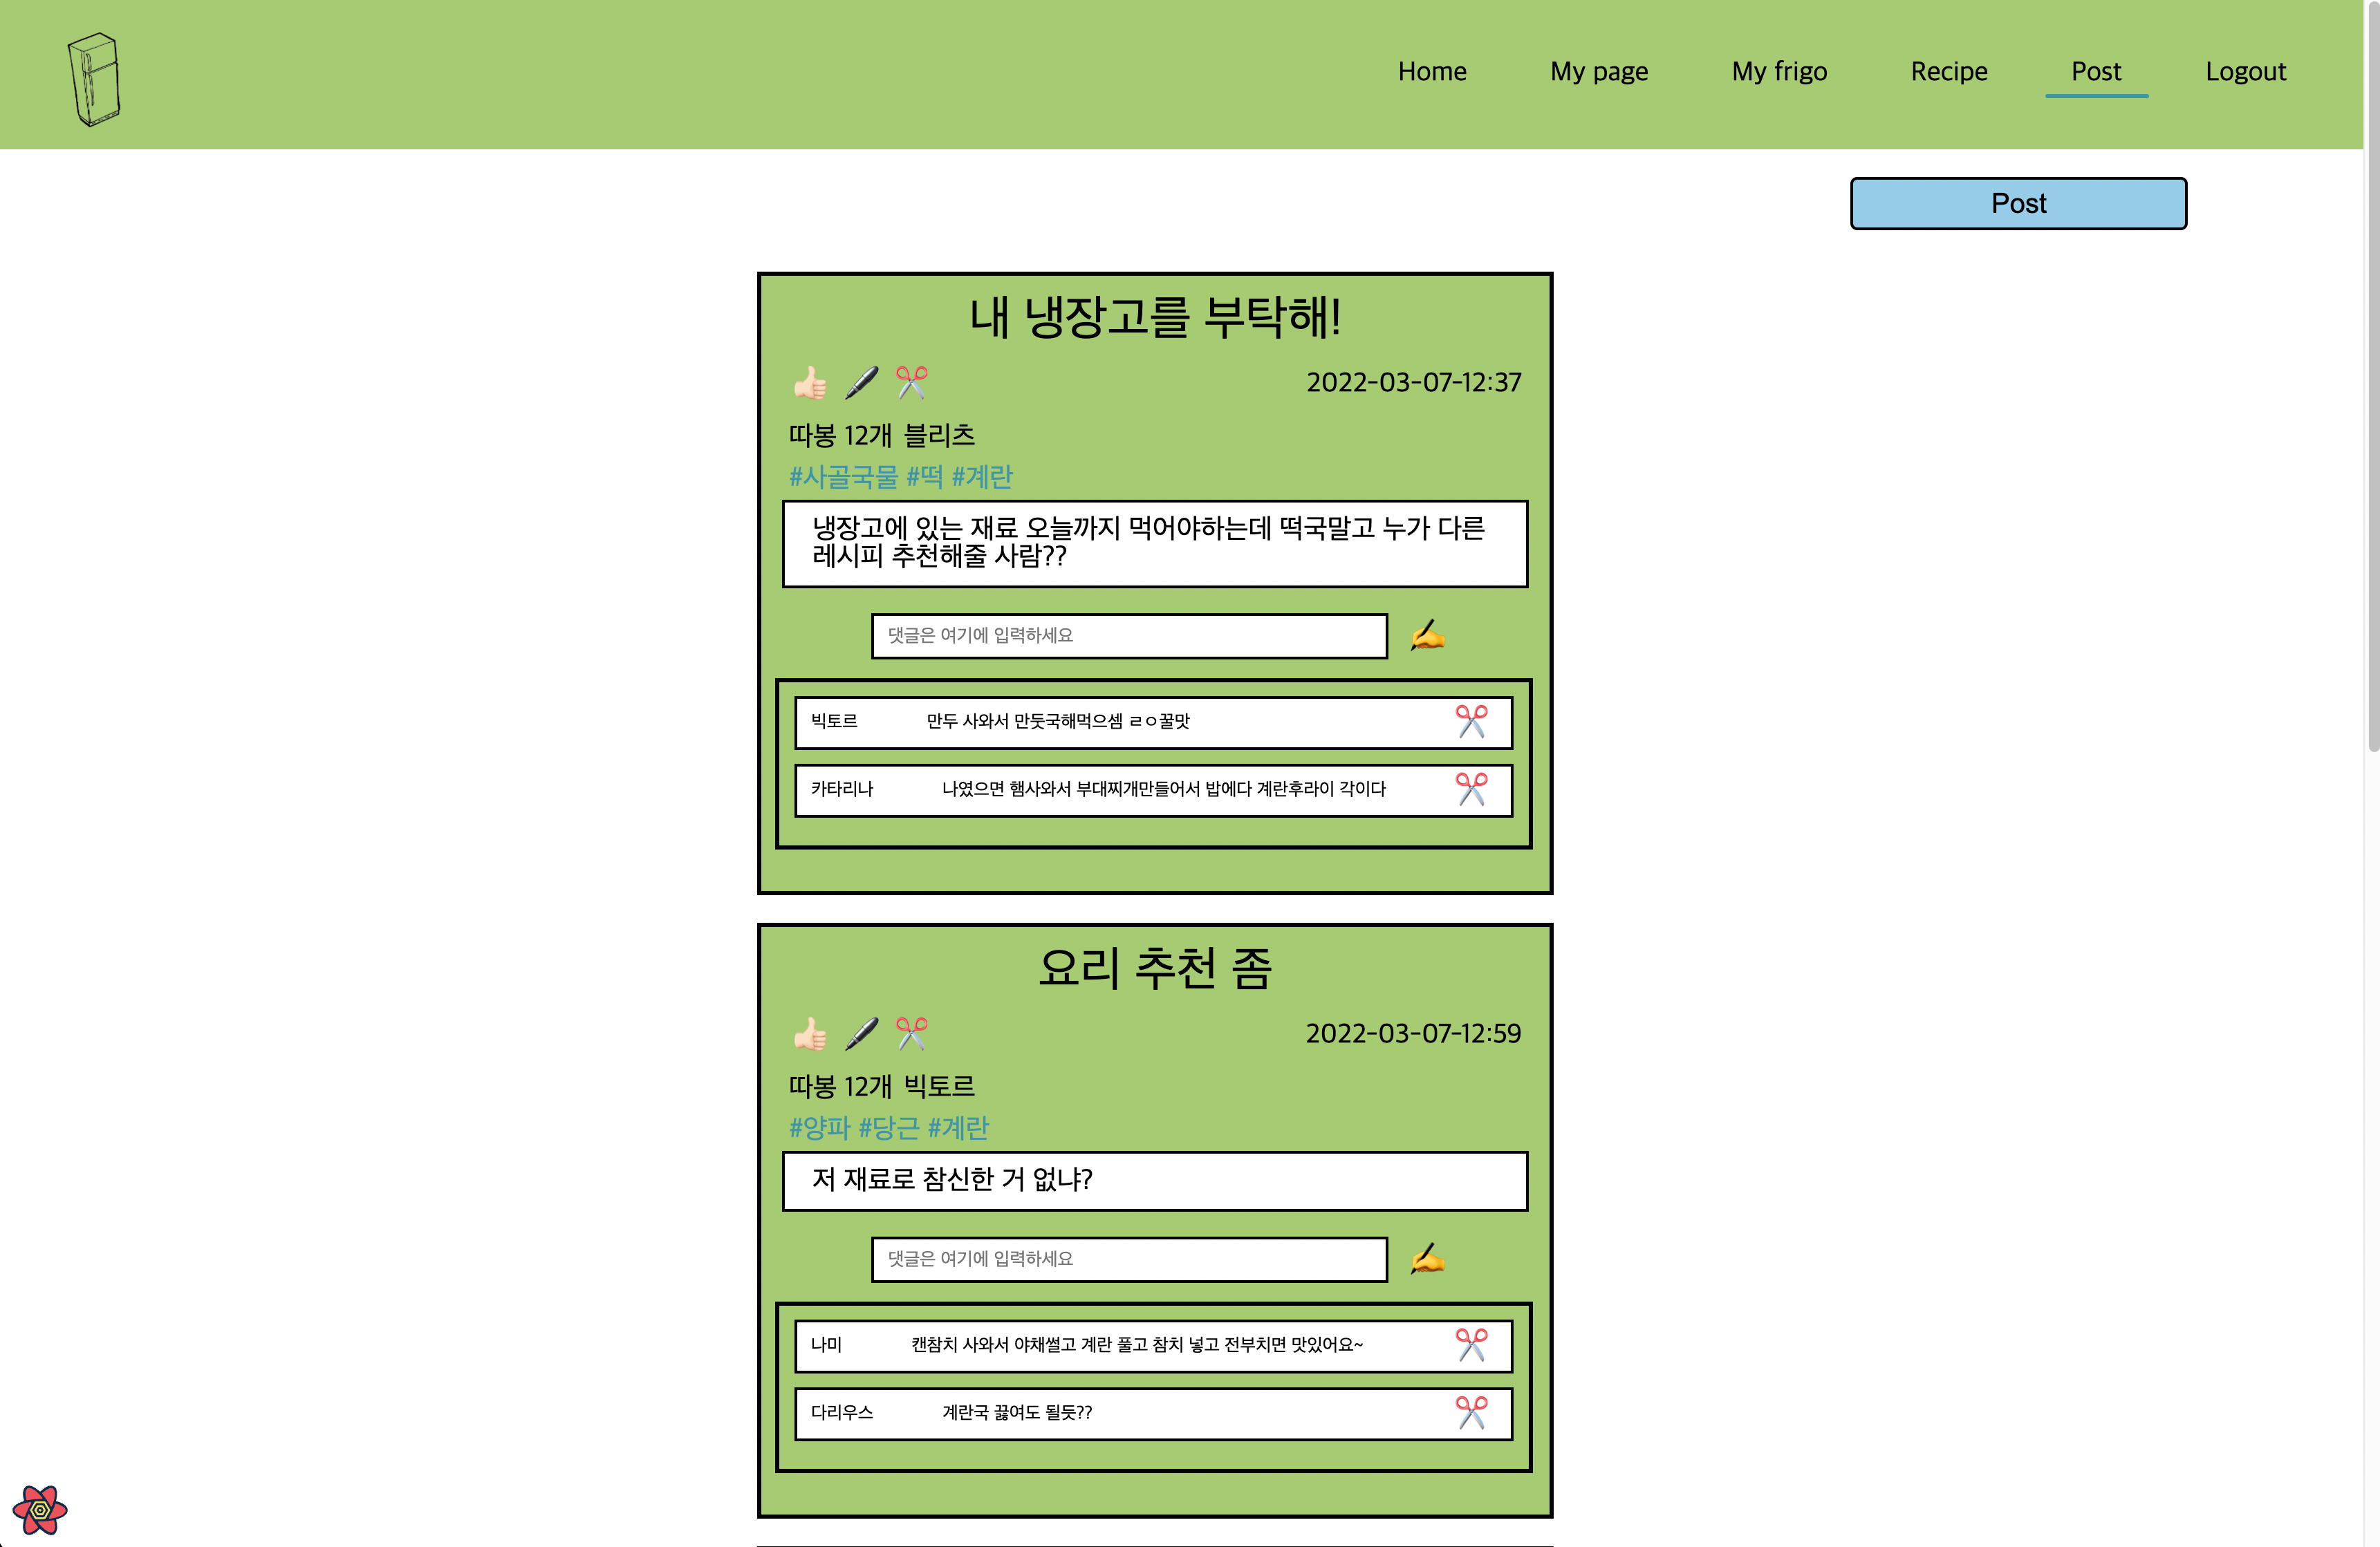 Home My page My frigo Recipe Post Logout
Post
내 냉장고를 부탁해!
2022-03-07-12:37
따봉 12개 블리츠
#사골국물 #떡 #계란
냉장고에 있는 재료 오늘까지 먹어야하는데 떡국말고 누가 다른
레시피 추천해줄 사람??
댓글은 여기에 입력하세요
빅토르 만두 사와서 만둣국해먹으셈 ㄹㅇ꿀맛
카타리나 나였으면 햄사와서 부대찌개만들어서 밥에다 계란후라이 각이다
요리 추천 좀
2022-03-07-12:59
따봉 12개 빅토르
#양파 #당근 #계란
저 재료로 참신한 거 없냐?
댓글은 여기에 입력하세요
나미 캔참치 사와서 야채썰고 계란 풀고 참치 넣고 전부치면 맛있어요~
다리우스 계란국 끓여도 될듯??